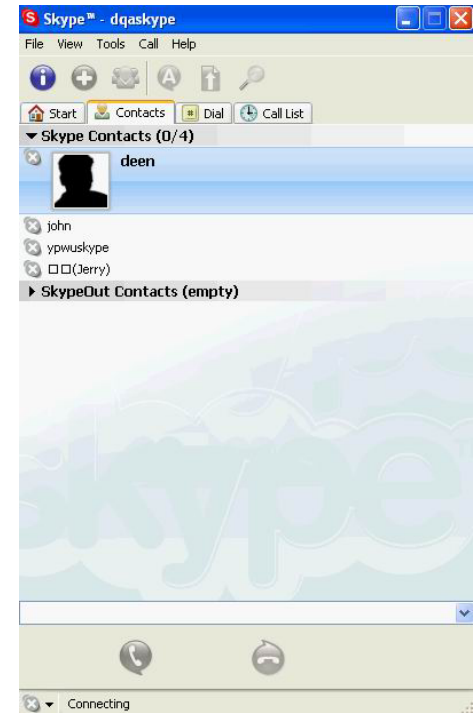 Skype™ - dqaskype
File View Tools Call Help
Start Contacts Dial Call List
Skype Contacts (0/4)
deen
john
ypwuskype
□□(Jerry)
SkypeOut Contacts (empty)
skype
Connecting